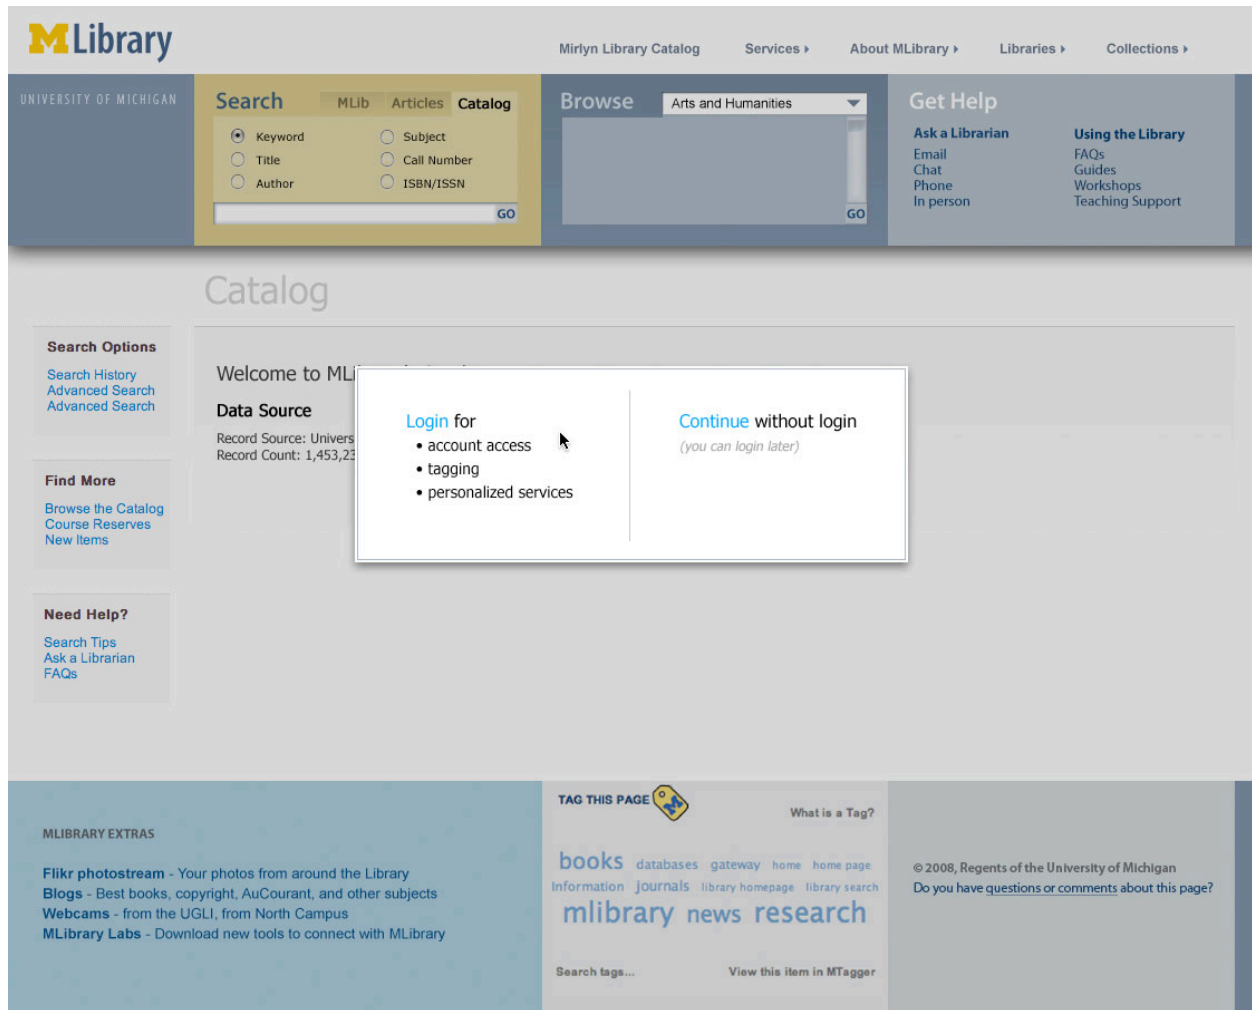 MLibrary
Mirlyn Library Catalog Services About MLibrary Libraries Collections
UNIVERSITY OF MICHIGAN
Search MLib Articles Catalog
Keyword Subject
Title Call Number
Author ISBN/ISSN
GO
Browse Arts and Humanities
GO
Get Help
Ask a Librarian
Email
Chat
Phone
In person
Using the Library
FAQs
Guides
Workshops
Teaching Support
Catalog
Search Options
Search History
Advanced Search
Advanced Search
Find More
Browse the Catalog
Course Reserves
New Items
Need Help?
Search Tips
Ask a Librarian
FAQs
Welcome to MLi
Data Source
Record Source: Univers
Record Count: 1,453,23
Login for
• account access
• tagging
• personalized services
Continue without login
(you can login later)
MLIBRARY EXTRAS
Flikr photostream - Your photos from around the Library
Blogs - Best books, copyright, AuCourant, and other subjects
Webcams - from the UGLI, from North Campus
MLibrary Labs - Download new tools to connect with MLibrary
TAG THIS PAGE
What is a Tag?
books databases gateway home home page
Information journals library homepage library search
mlibrary news research
Search tags... View this item in MTagger
© 2008, Regents of the University of Michigan
Do you have questions or comments about this page?